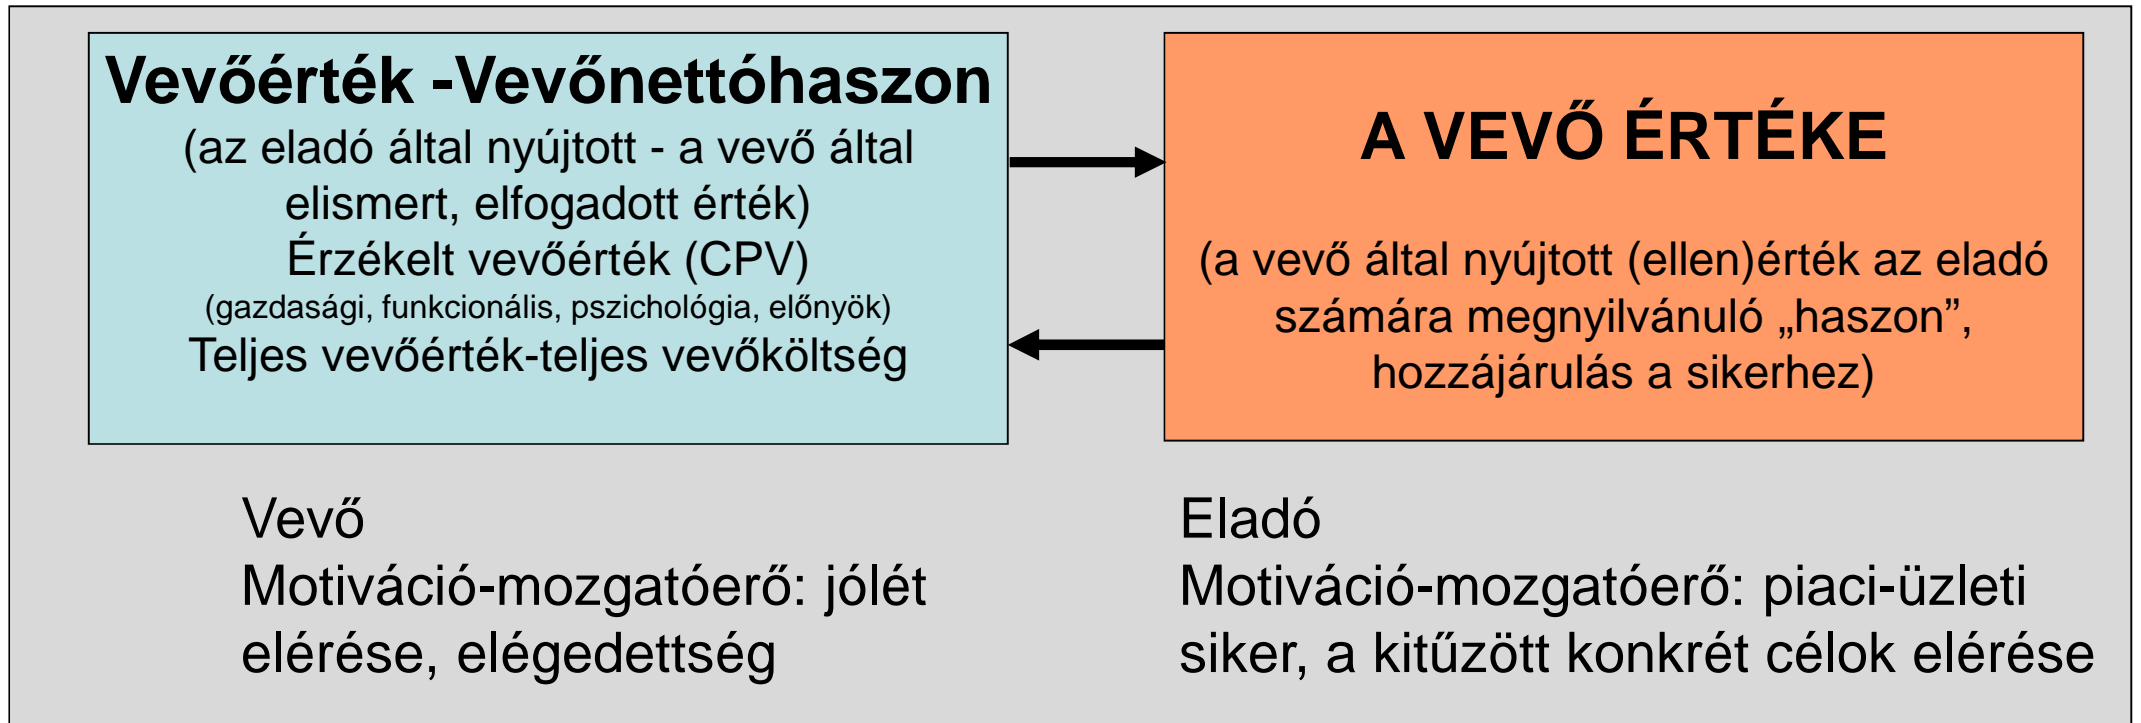 Vevőérték -Vevőnettóhaszon
(az eladó által nyújtott - a vevő által
elismert, elfogadott érték)
Érzékelt vevőérték (CPV)
(gazdasági, funkcionális, pszichológia, előnyök)
Teljes vevőérték-teljes vevőköltség
A VEVŐ ÉRTÉKE
(a vevő által nyújtott (ellen)érték az eladó
számára megnyilvánuló „haszon”,
hozzájárulás a sikerhez)
Vevő
Motiváció-mozgatóerő: jólét
elérése, elégedettség
Eladó
Motiváció-mozgatóerő: piaci-üzleti
siker, a kitűzött konkrét célok elérése